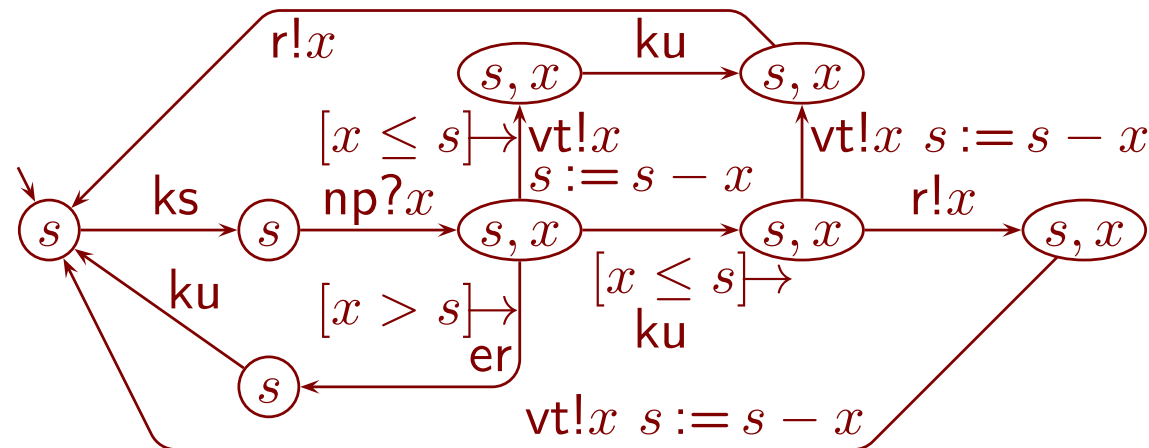 r!x
ku
s, x
s, x
[x ≤ s]↦
vt!x
s := s − x
vt!x s := s − x
ks
np?x
r!x
s
s
s, x
s, x
s, x
ku
[x > s]↦
[x ≤ s]↦
ku
er
s
vt!x s := s − x